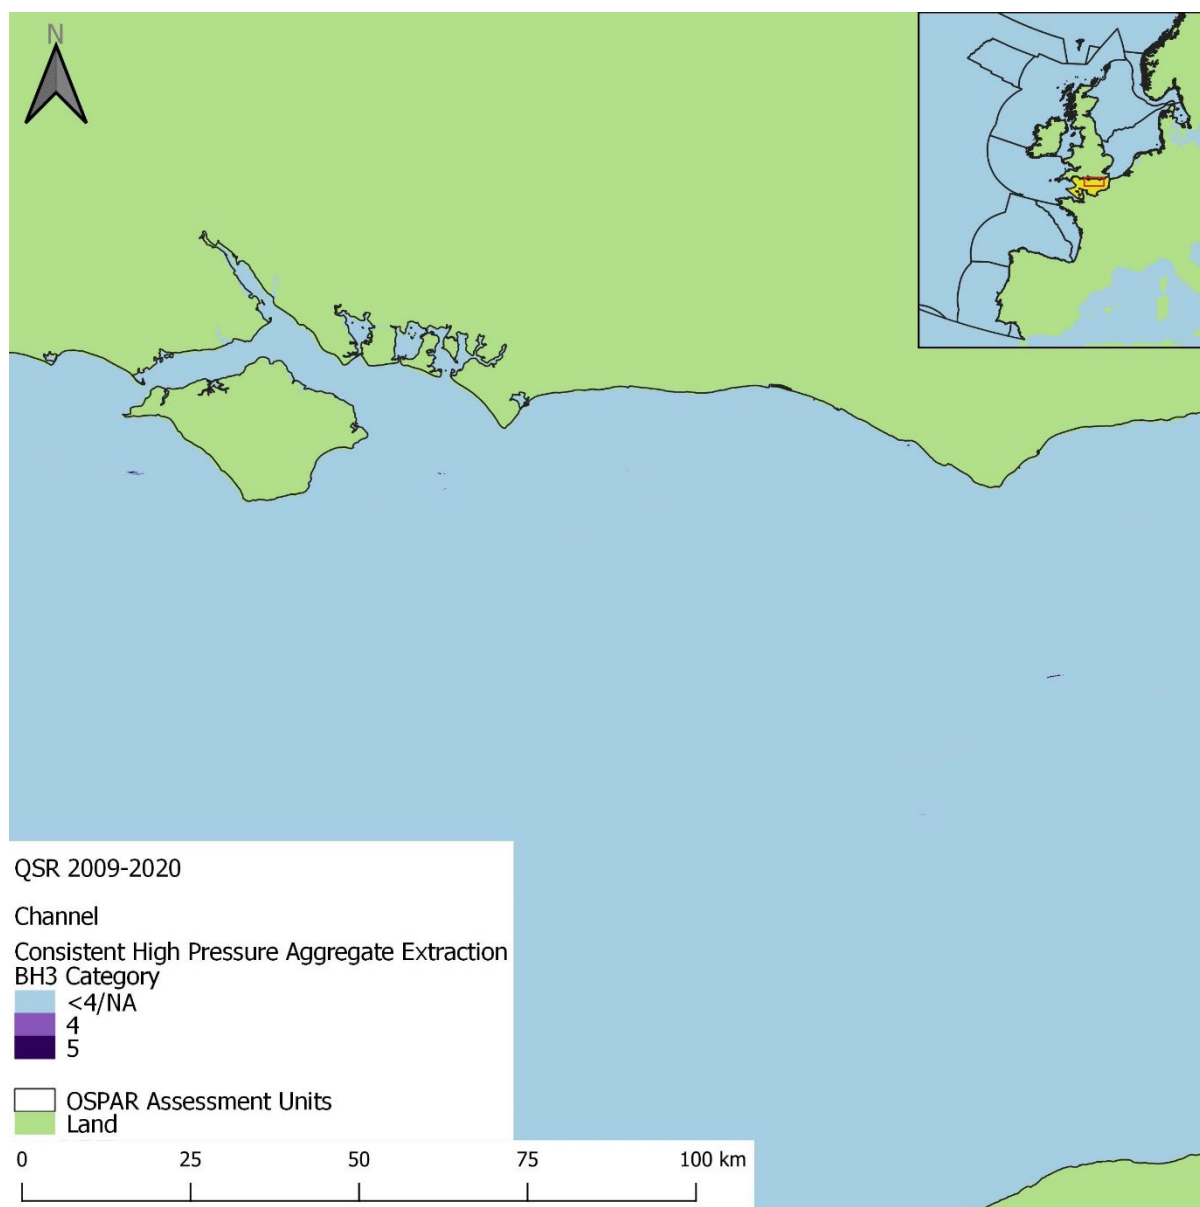 N
QSR 2009-2020
Channel
Consistent High Pressure Aggregate Extraction
BH3 Category
<4/NA
4
5
OSPAR Assessment Units
Land
0 25 50 75 100 km